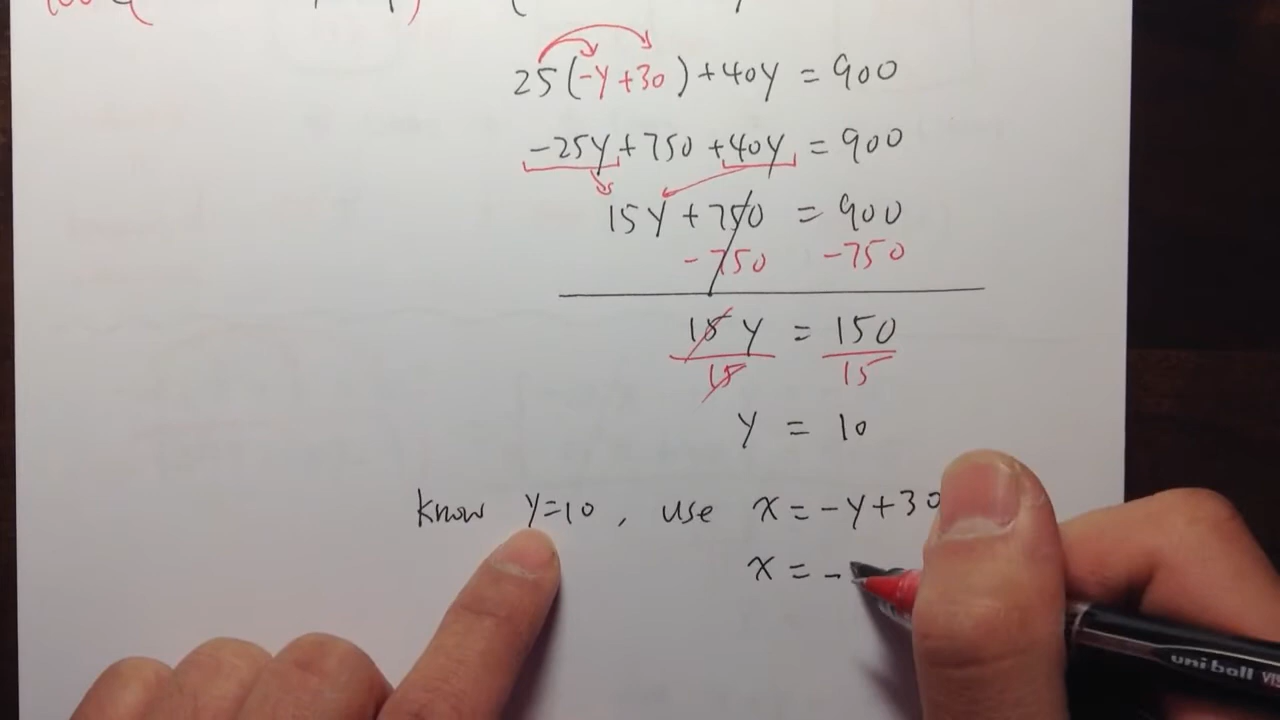 25(-y+30)+40y = 900
-25y+750+40y = 900
15y+750 = 900
-750 -750
15y = 150
15 15
y = 10
know y=10, use x=-y+30
x = -
uni-ball